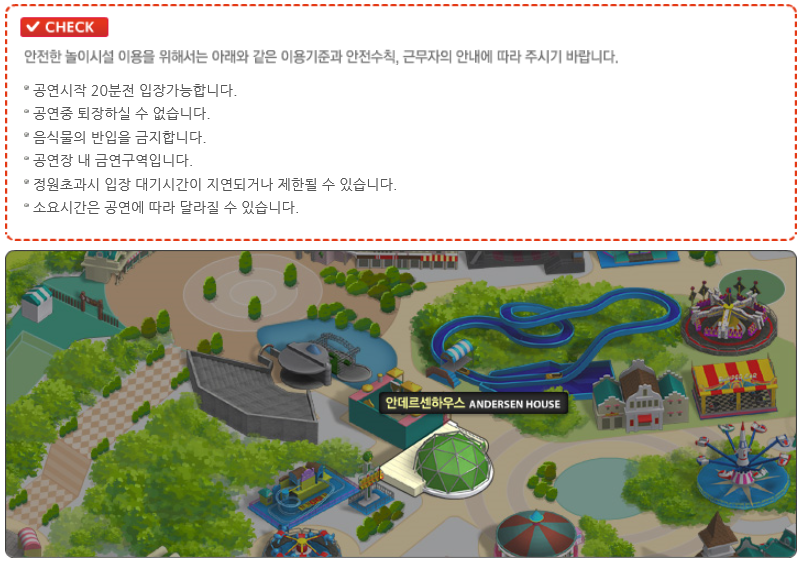 CHECK
안전한 놀이시설 이용을 위해서는 아래와 같은 이용기준과 안전수칙, 근무자의 안내에 따라 주시기 바랍니다.
공연시작 20분전 입장가능합니다.
공연중 퇴장하실 수 없습니다.
음식물의 반입을 금지합니다.
공연장 내 금연구역입니다.
정원초과시 입장 대기시간이 지연되거나 제한될 수 있습니다.
소요시간은 공연에 따라 달라질 수 있습니다.
안데르센하우스 ANDERSEN HOUSE